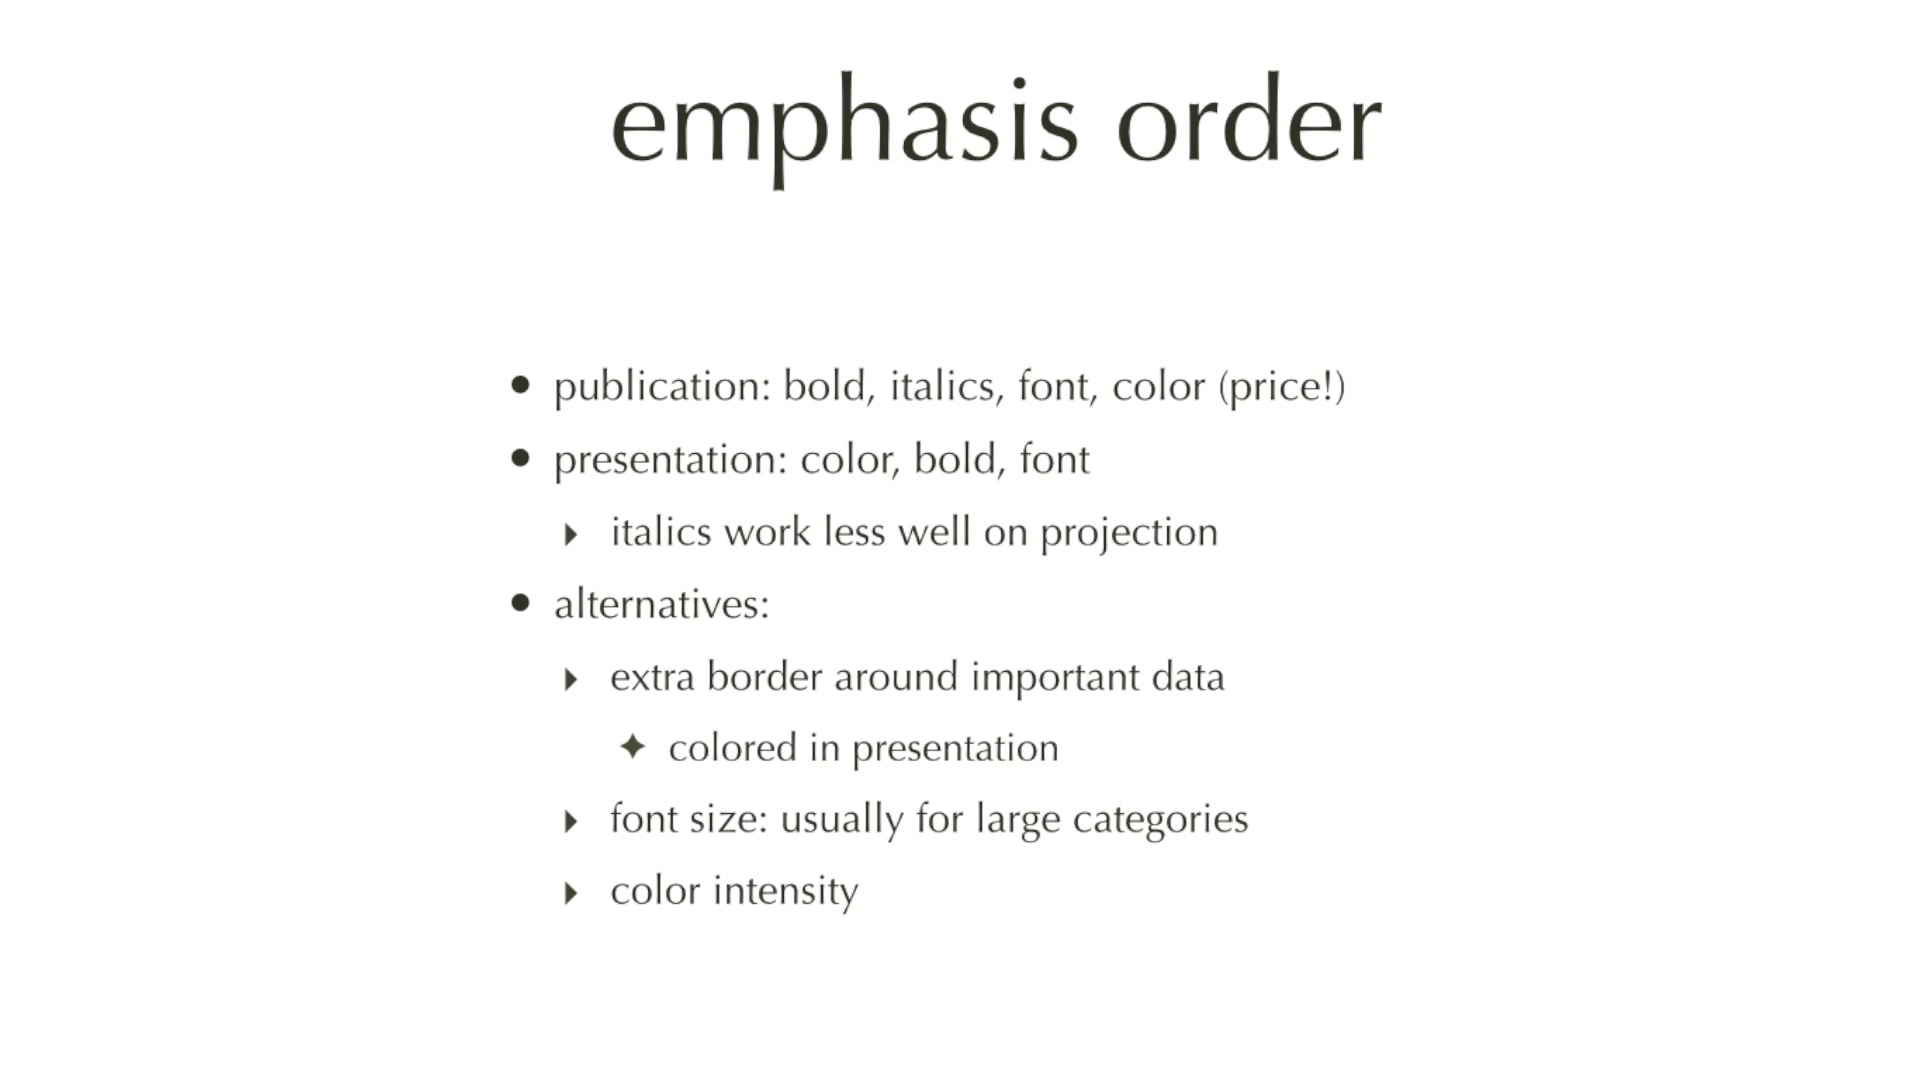 emphasis order
• publication: bold, italics, font, color (price!)
• presentation: color, bold, font
‣ italics work less well on projection
• alternatives:
‣ extra border around important data
✦ colored in presentation
‣ font size: usually for large categories
‣ color intensity